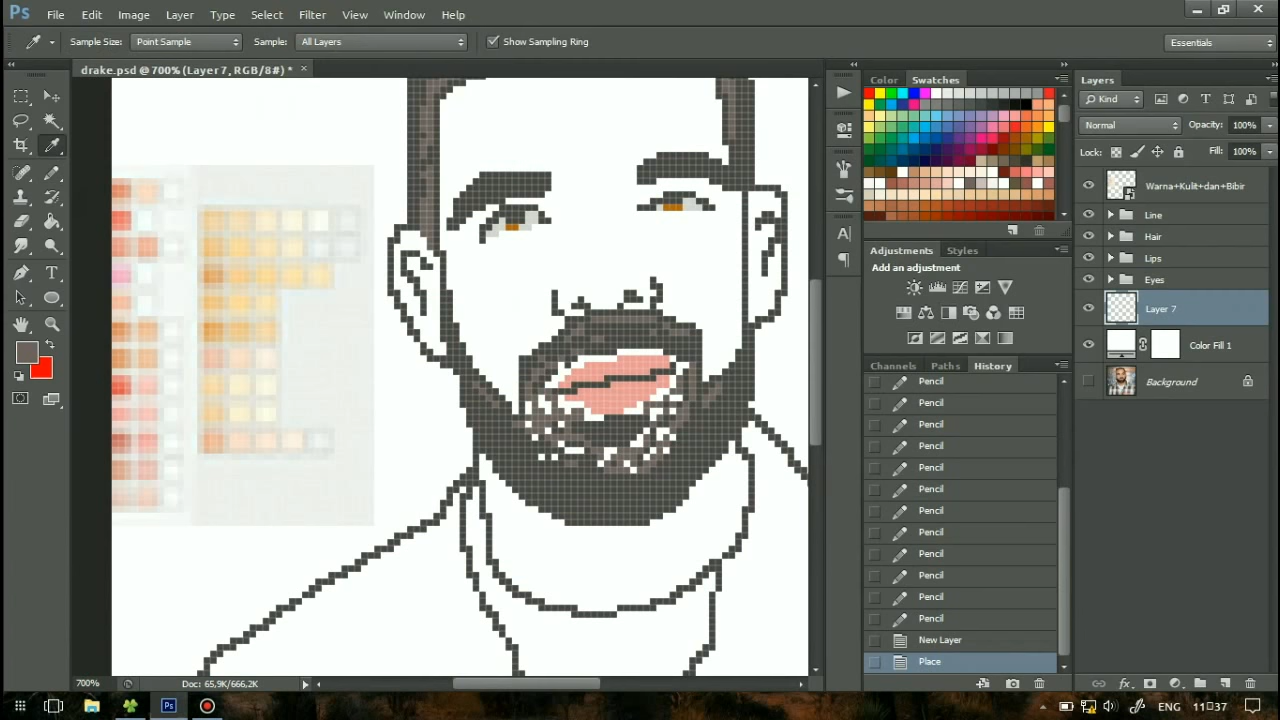 Ps File Edit Image Layer Type Select Filter View Window Help
Sample Size: Point Sample Sample: All Layers Show Sampling Ring Essentials
drake.psd @ 700% (Layer 7, RGB/8#) *
Color Swatches
Adjustments Styles
Add an adjustment
Channels Paths History
Pencil
Pencil
Pencil
Pencil
Pencil
Pencil
Pencil
Pencil
Pencil
Pencil
Pencil
Pencil
New Layer
Place
Layers
Kind
Normal Opacity: 100%
Lock: Fill: 100%
Warna+Kulit+dan+Bibir
Line
Hair
Lips
Eyes
Layer 7
Color Fill 1
Background
700% Doc: 65,9K/666,2K
Ps ENG 11:37